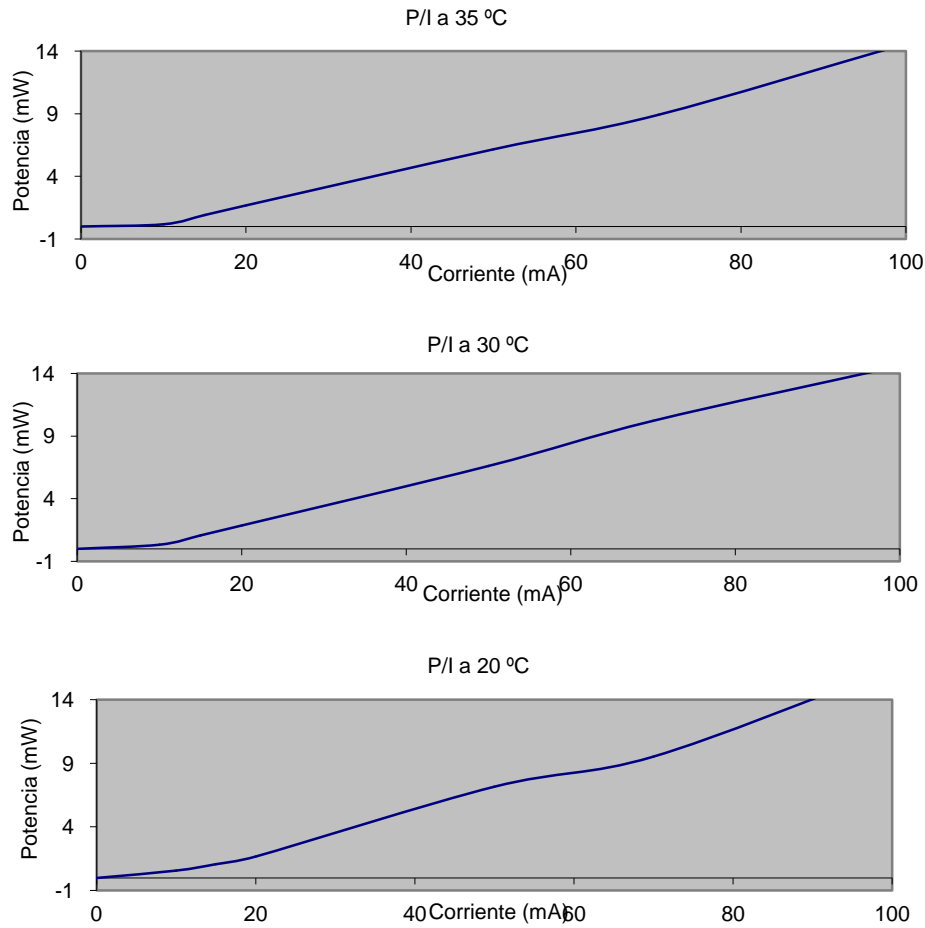 P/I a 35 ºC
Potencia (mW)
14
9
4
-1
0 20 40 60 80 100
Corriente (mA)
P/I a 30 ºC
Potencia (mW)
14
9
4
-1
0 20 40 60 80 100
Corriente (mA)
P/I a 20 ºC
Potencia (mW)
14
9
4
-1
0 20 40 60 80 100
Corriente (mA)